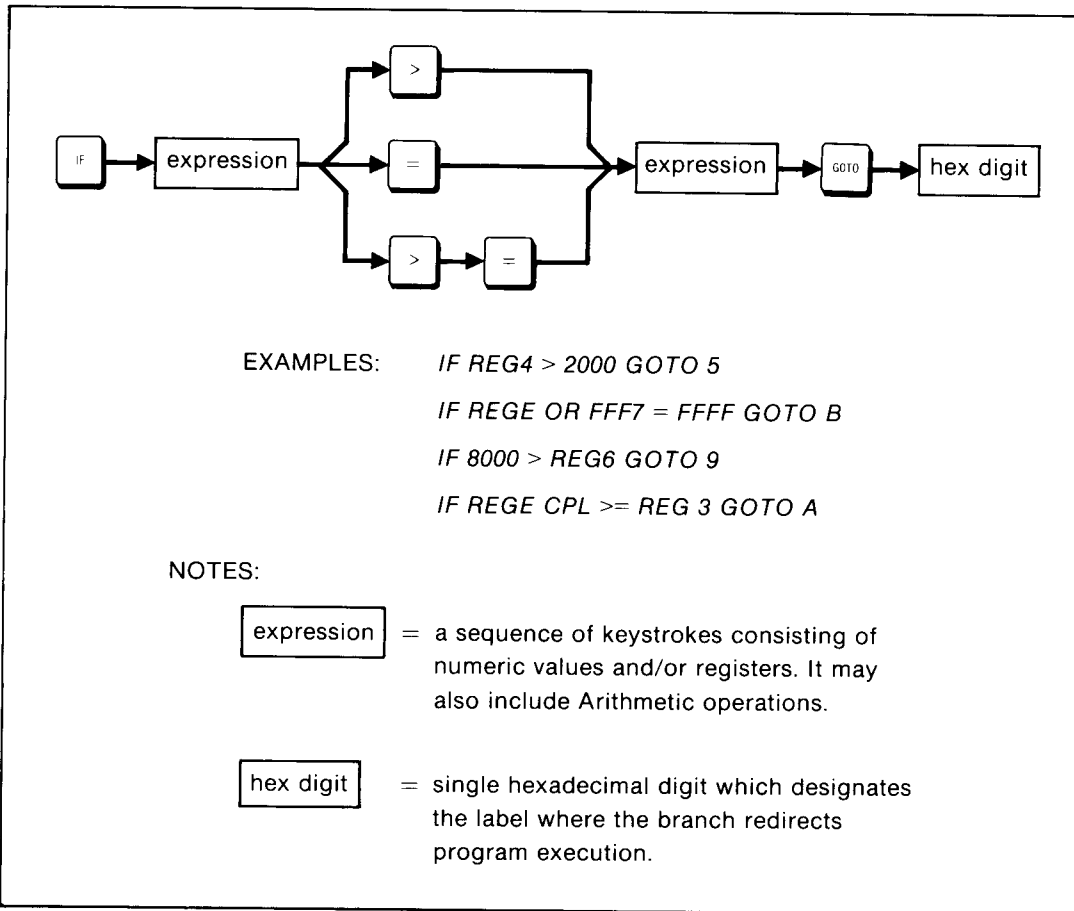 >
IF expression = expression GOTO hex digit
> =
EXAMPLES: IF REG4 > 2000 GOTO 5
IF REGE OR FFF7 = FFFF GOTO B
IF 8000 > REG6 GOTO 9
IF REGE CPL >= REG 3 GOTO A
NOTES:
expression = a sequence of keystrokes consisting of
numeric values and/or registers. It may
also include Arithmetic operations.
hex digit = single hexadecimal digit which designates
the label where the branch redirects
program execution.